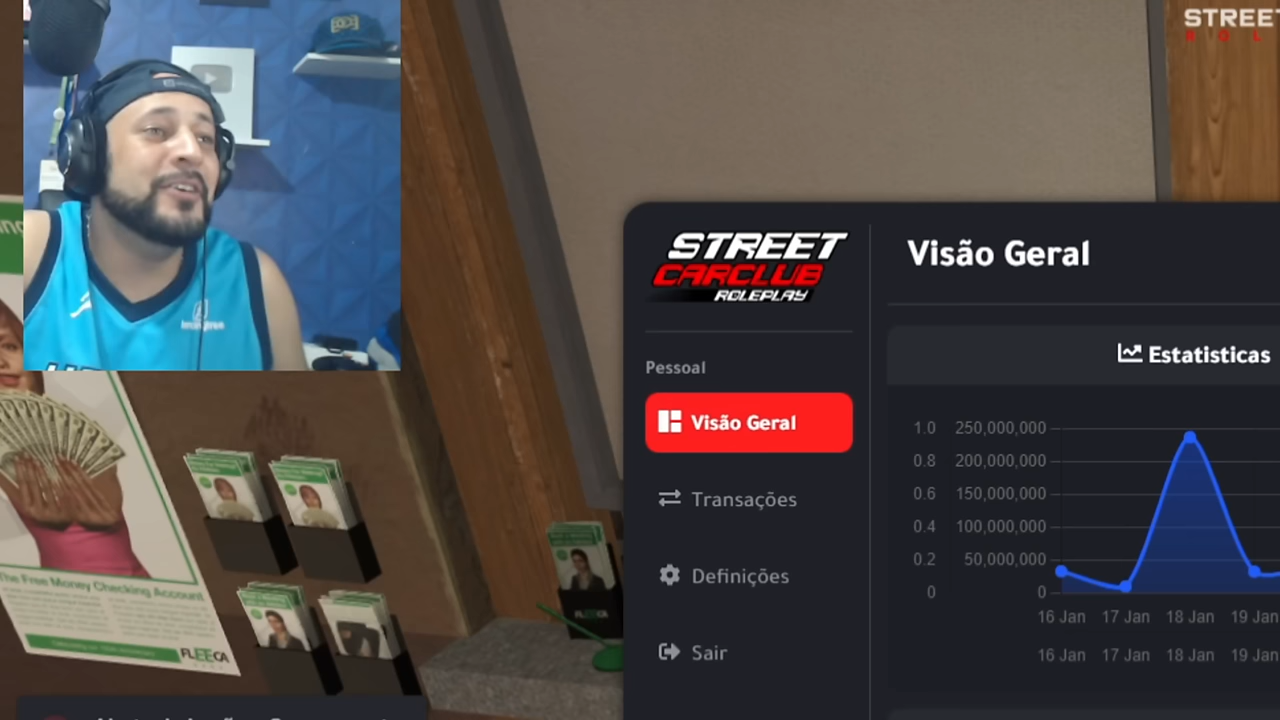 STREET
STREET
CARCLUB
ROLEPLAY
Visão Geral
Estatisticas
Pessoal
Visão Geral
Transações
Definições
Sair
1.0 250,000,000
0.8 200,000,000
0.6 150,000,000
0.4 100,000,000
0.2 50,000,000
0 0
16 Jan 17 Jan 18 Jan 19 Jan
16 Jan 17 Jan 18 Jan 19 Jan
The Free Money Checking Account
FLEECA
FLEECA